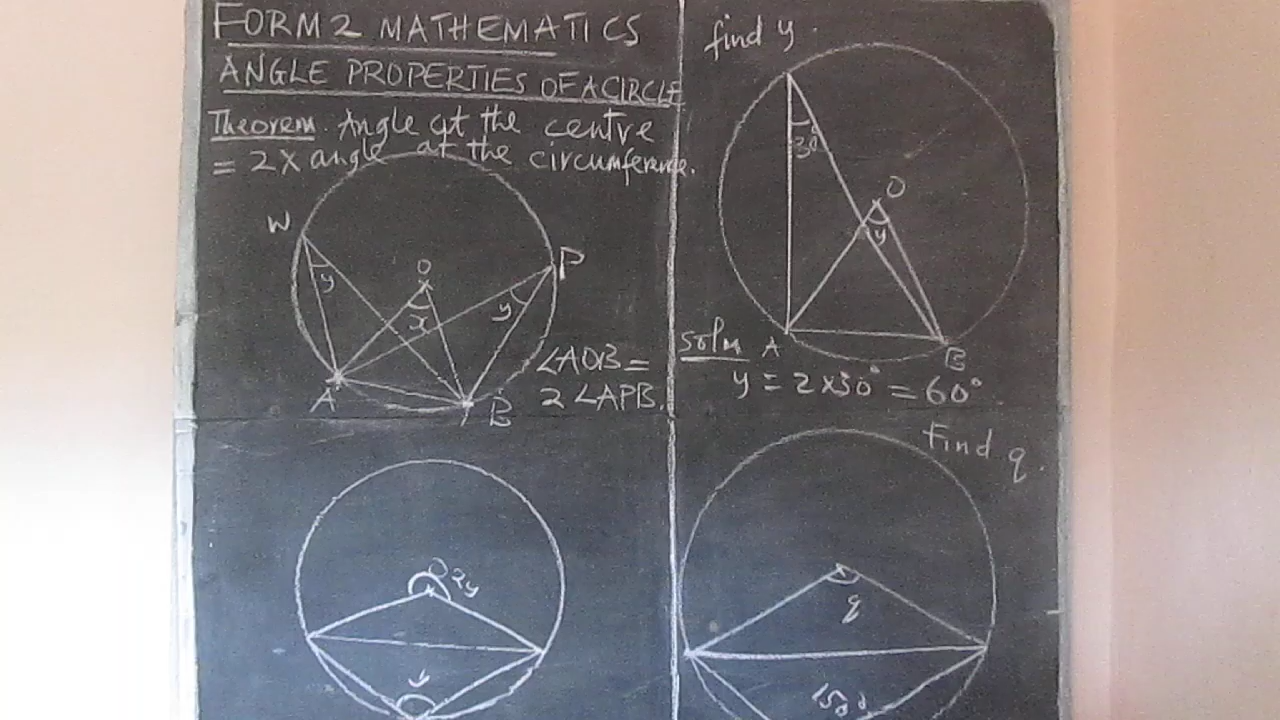 FORM 2 MATHEMATICS
ANGLE PROPERTIES OF A CIRCLE
Theorem. Angle at the centre
= 2 x angle at the circumference.
W
P
O
y
x
y
A
B
∠AOB =
2 ∠APB.
find y.
30°
O
y
A
B
Soln
y = 2 x 30° = 60°.
O 2y
y
Find q.
q
150°